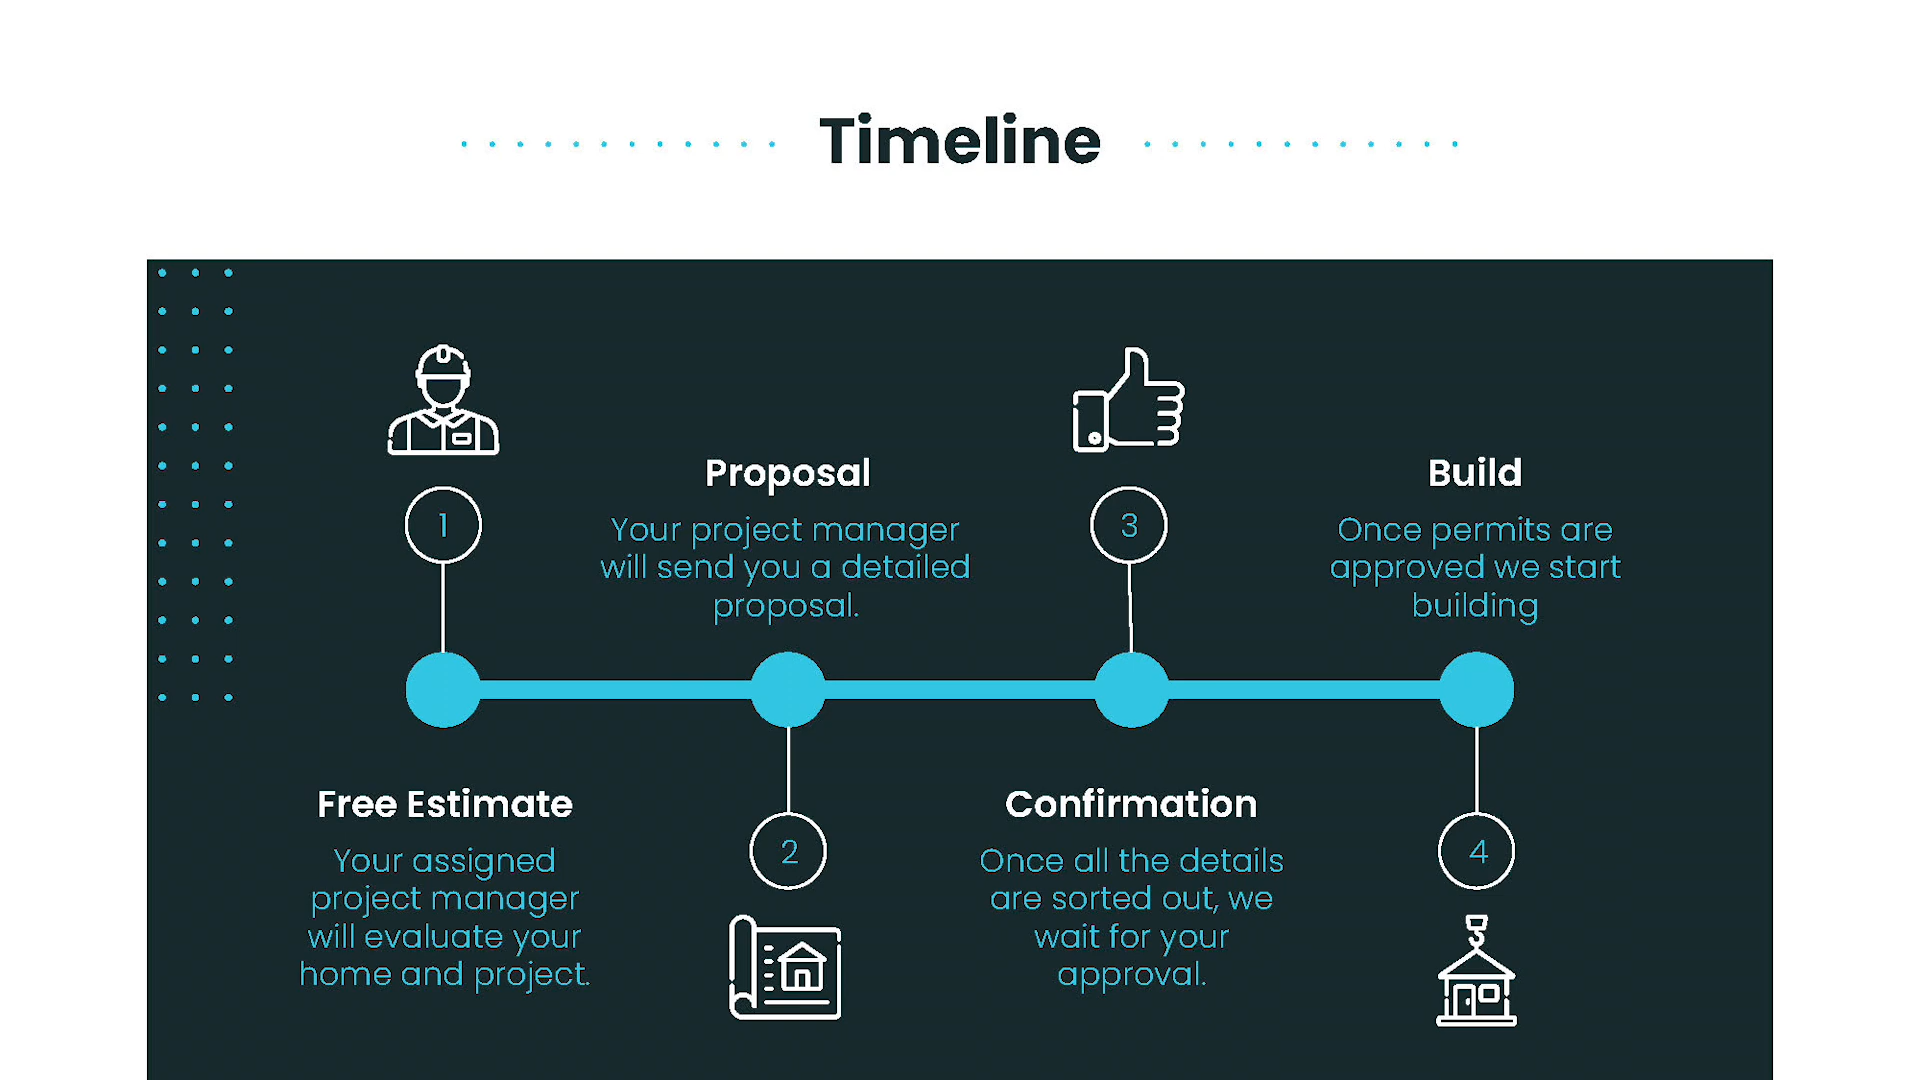 Timeline
1
Free Estimate
Your assigned
project manager
will evaluate your
home and project.
Proposal
Your project manager
will send you a detailed
proposal.
2
3
Confirmation
Once all the details
are sorted out, we
wait for your
approval.
Build
Once permits are
approved we start
building
4